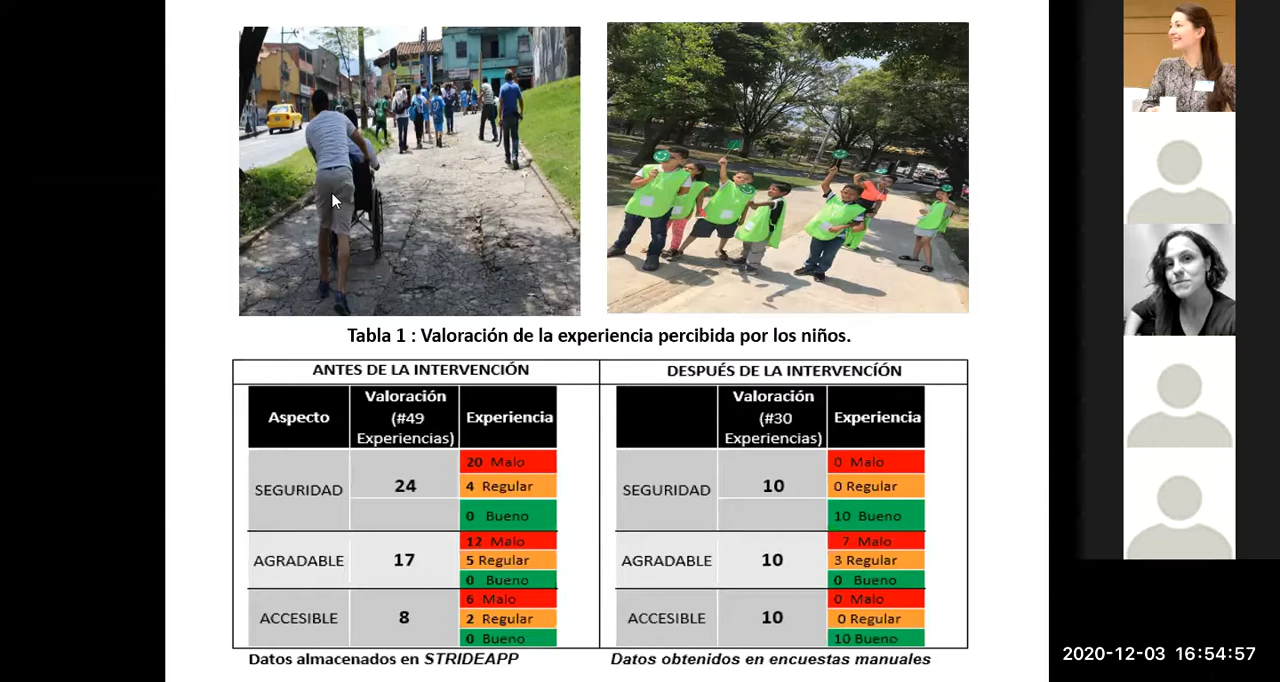 Tabla 1 : Valoración de la experiencia percibida por los niños.
ANTES DE LA INTERVENCIÓN
Aspecto
Valoración
(#49
Experiencias)
Experiencia
SEGURIDAD
24
20 Malo
4 Regular
0 Bueno
AGRADABLE
17
12 Malo
5 Regular
0 Bueno
ACCESIBLE
8
6 Malo
2 Regular
0 Bueno
Datos almacenados en STRIDEAPP
DESPUÉS DE LA INTERVENCÍÓN
Valoración
(#30
Experiencias)
Experiencia
SEGURIDAD
10
0 Malo
0 Regular
10 Bueno
AGRADABLE
10
7 Malo
3 Regular
0 Bueno
ACCESIBLE
10
0 Malo
0 Regular
10 Bueno
Datos obtenidos en encuestas manuales
2020-12-03 16:54:57